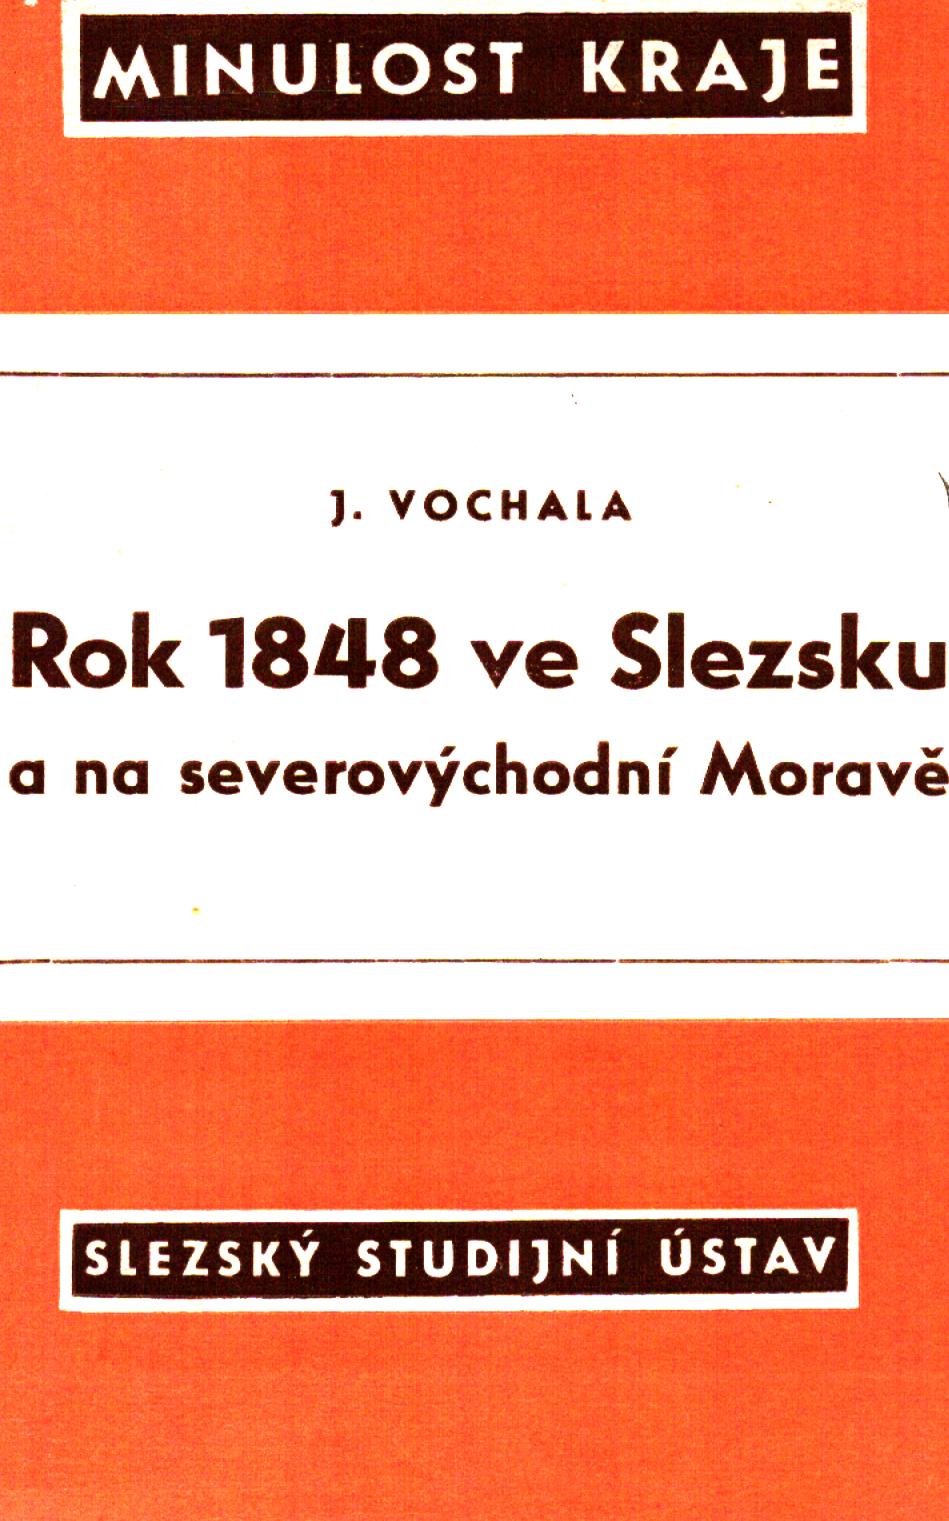 MINULOST KRAJE
J. VOCHALA
Rok 1848 ve Slezsku
a na severovýchodní Moravě
SLEZSKÝ STUDIJNÍ ÚSTAV